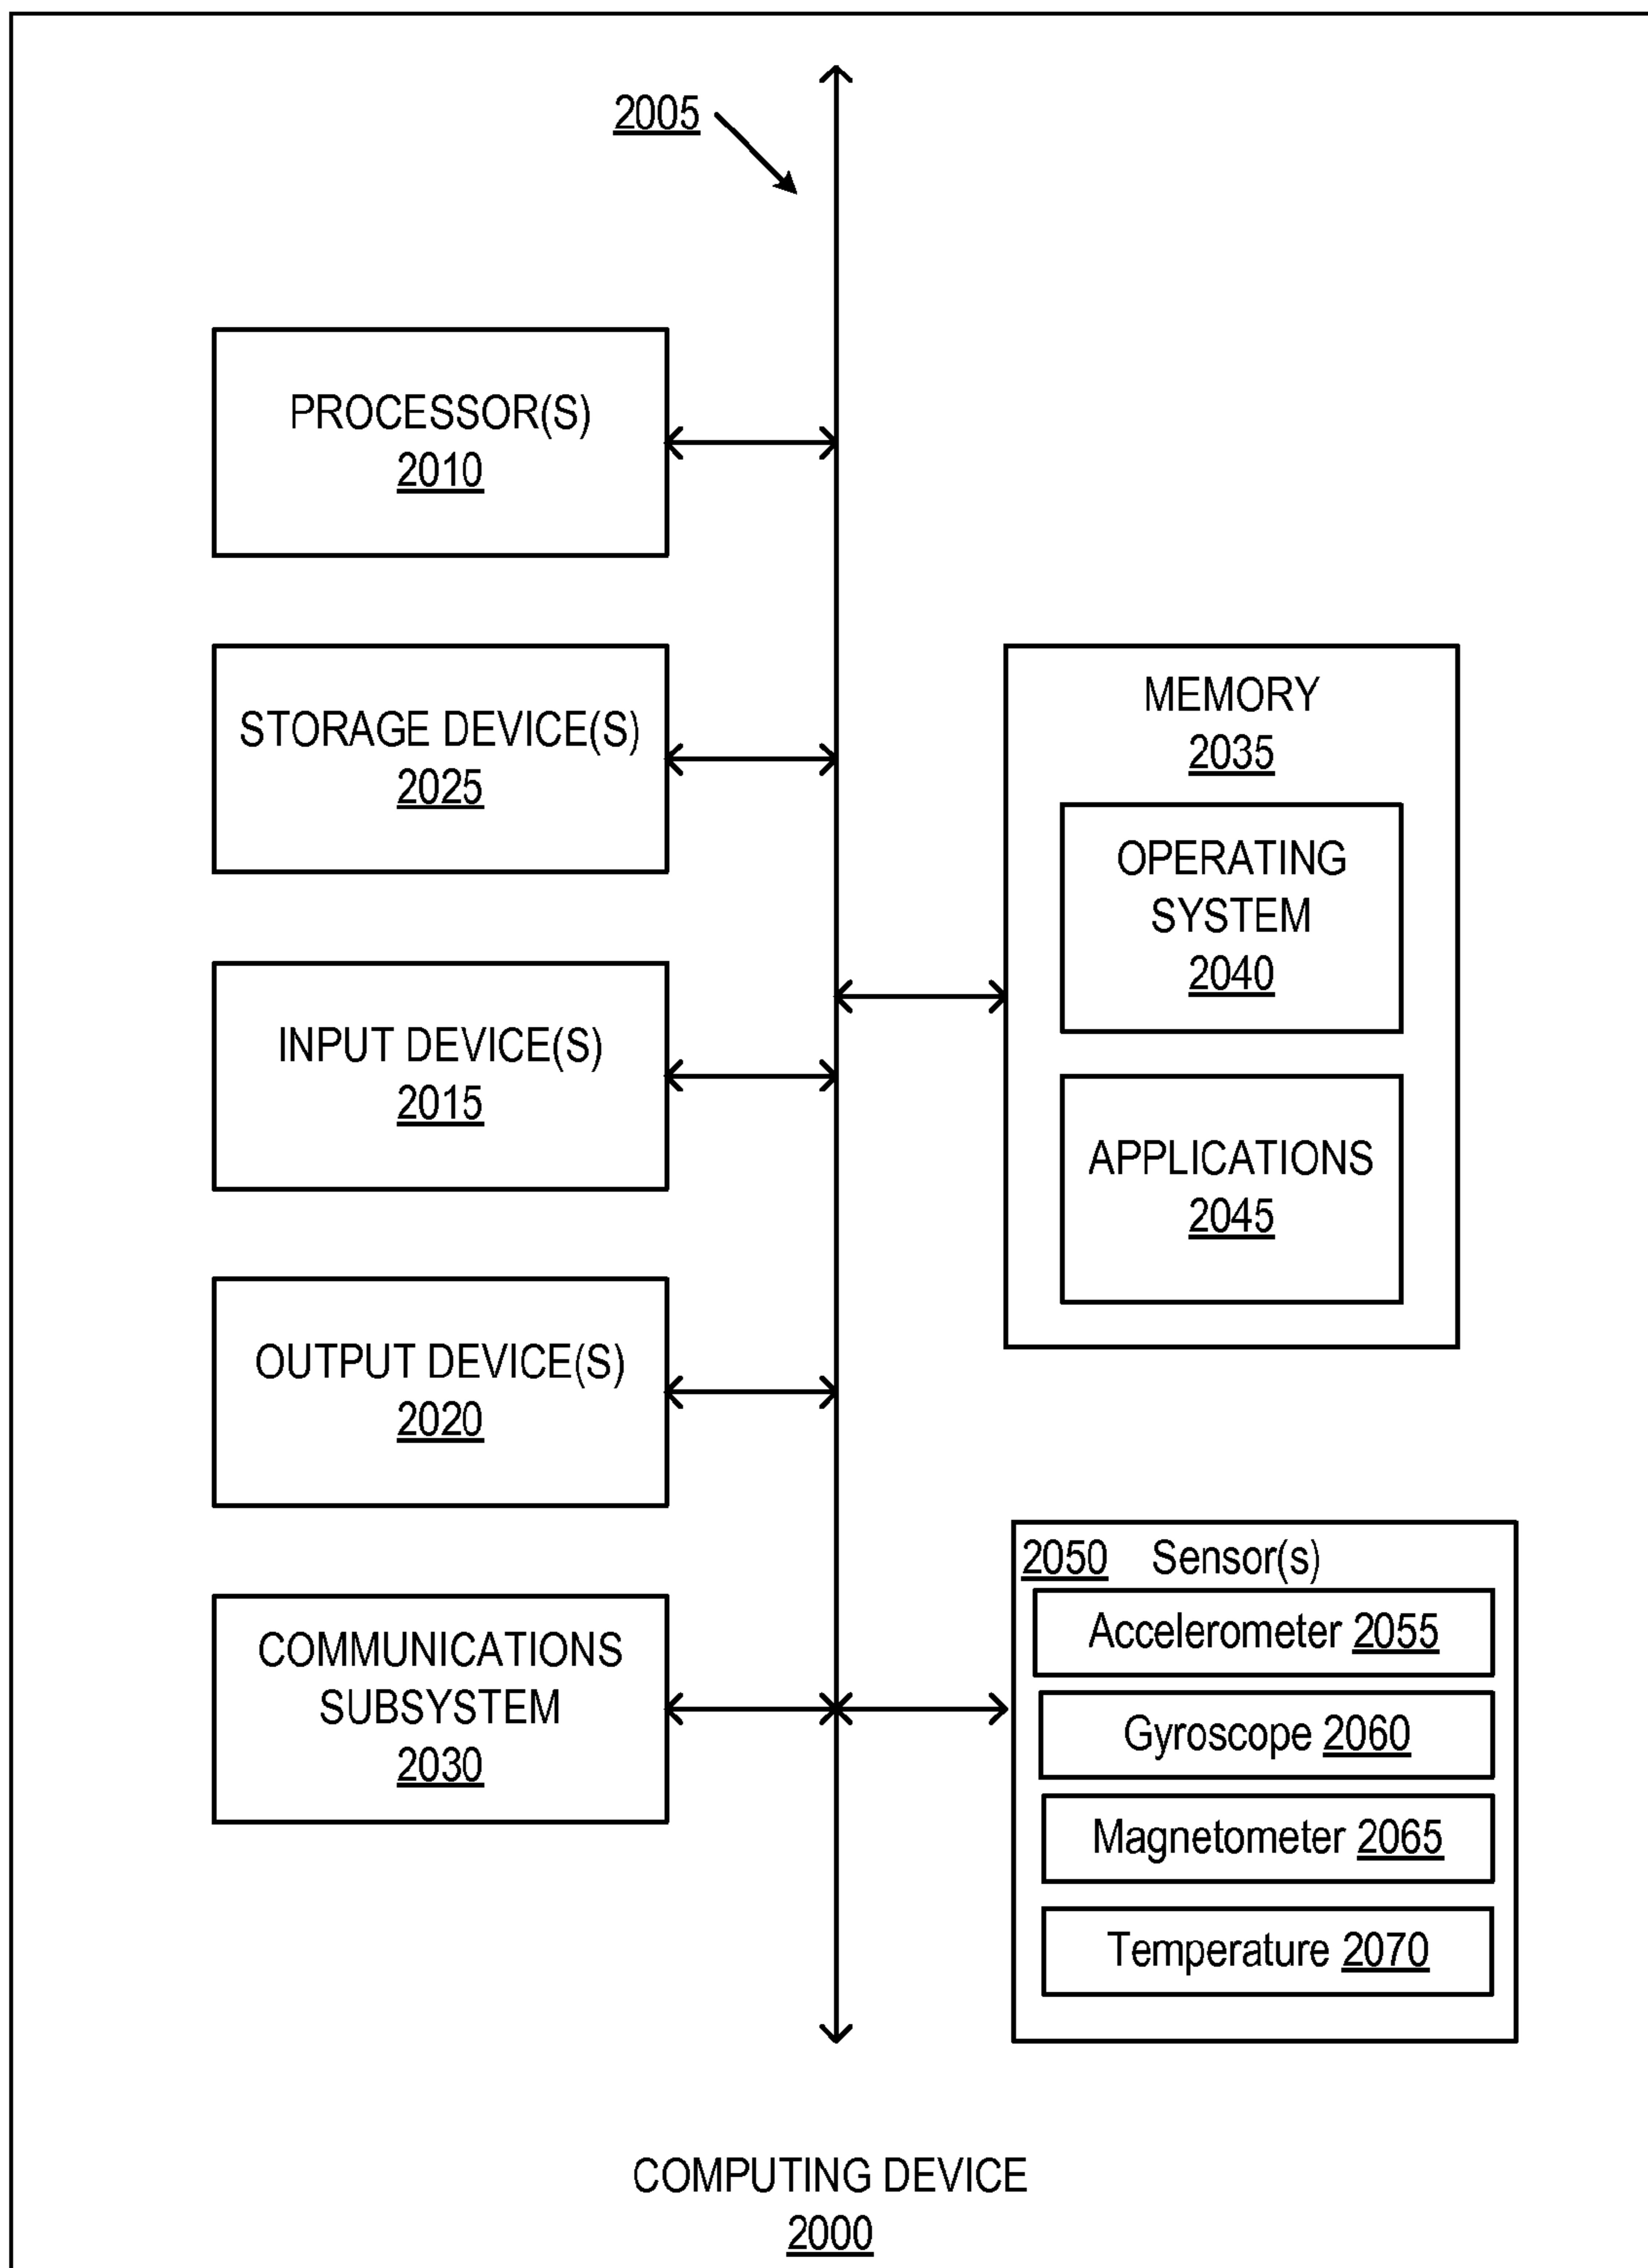 2005
PROCESSOR(S)
2010
STORAGE DEVICE(S)
2025
INPUT DEVICE(S)
2015
OUTPUT DEVICE(S)
2020
COMMUNICATIONS
SUBSYSTEM
2030
MEMORY
2035
OPERATING
SYSTEM
2040
APPLICATIONS
2045
2050 Sensor(s)
Accelerometer 2055
Gyroscope 2060
Magnetometer 2065
Temperature 2070
COMPUTING DEVICE
2000